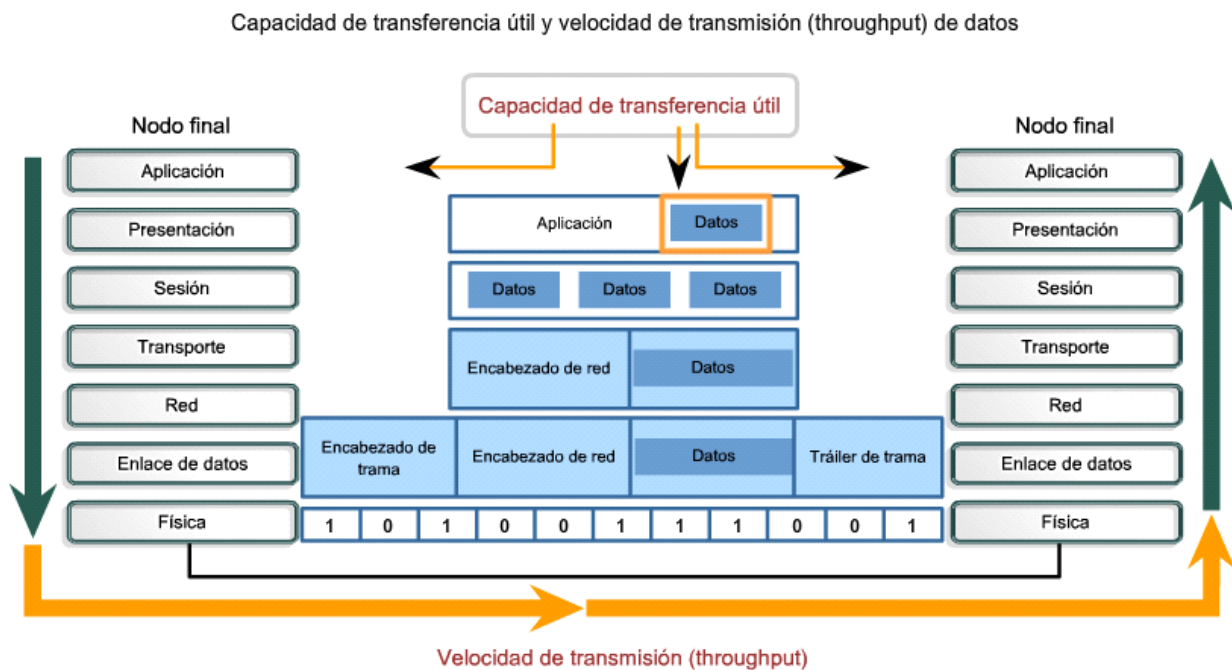 Capacidad de transferencia útil y velocidad de transmisión (throughput) de datos
Capacidad de transferencia útil
Nodo final
Aplicación
Presentación
Sesión
Transporte
Red
Enlace de datos
Física
Aplicación
Datos
Datos
Datos
Datos
Encabezado de red
Datos
Encabezado de
trama
Encabezado de red
Datos
Tráiler de trama
1 0 1 0 0 1 1 1 0 0 1
Nodo final
Aplicación
Presentación
Sesión
Transporte
Red
Enlace de datos
Física
Velocidad de transmisión (throughput)